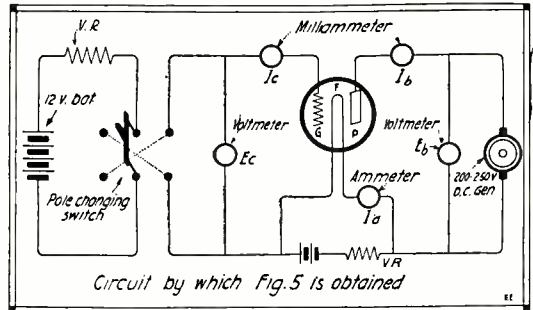 V.R
Milliammeter
12 v. bat
Ic
Ib
F
G
P
Voltmeter
Voltmeter
Ec
Eb
Ammeter
Ia
200-250V
D.C. Gen
Pole changing
switch
VR
Circuit by which Fig. 5 is obtained